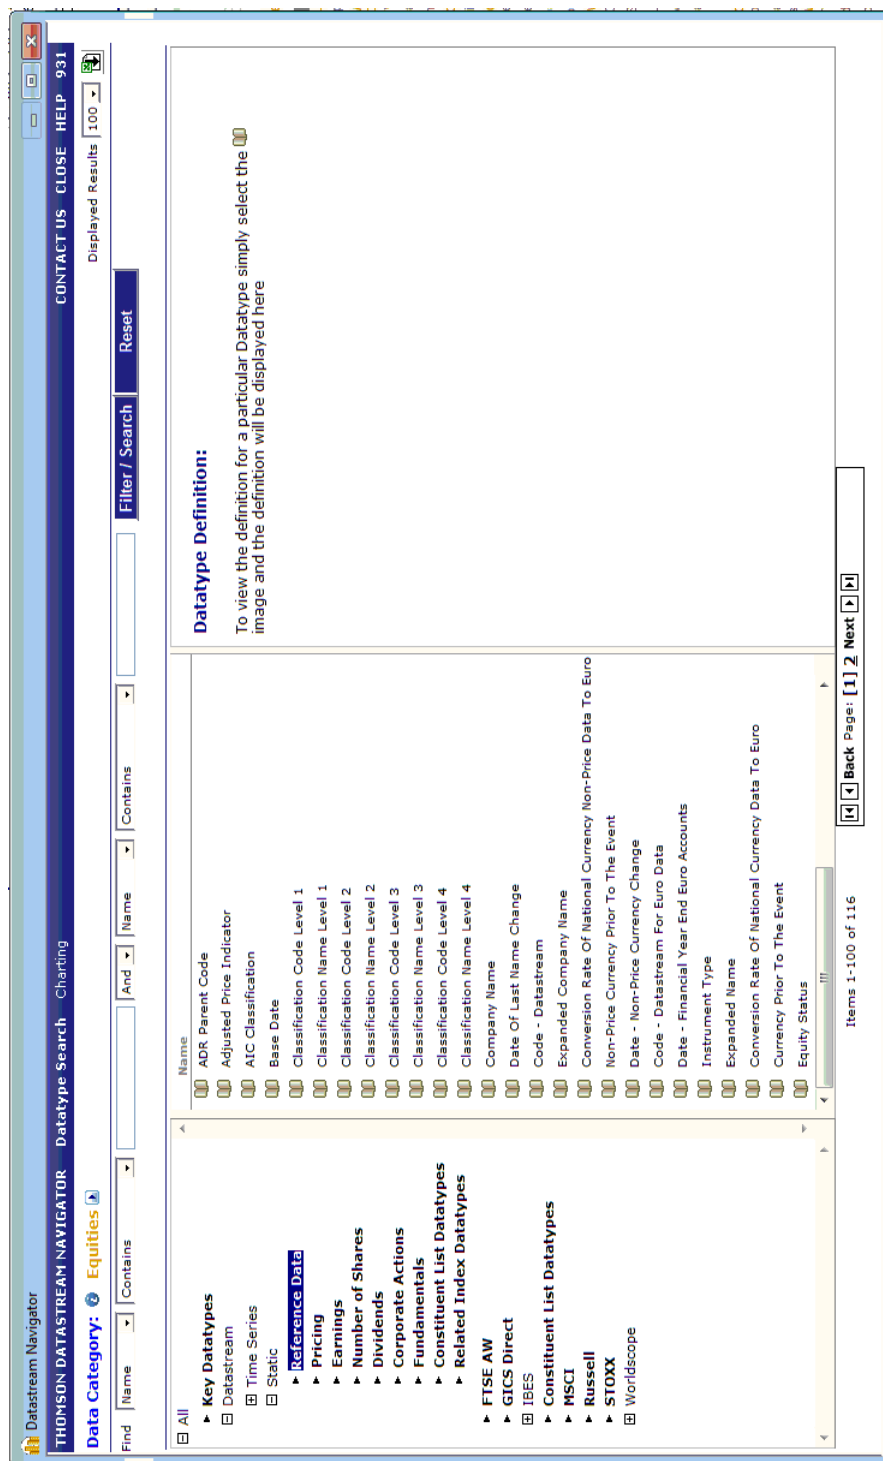 Datastream Navigator
THOMSON DATASTREAM NAVIGATOR Datatype Search Charting CONTACT US CLOSE HELP 931
Data Category: Equities Displayed Results 100
Find Name Contains And Name Contains Filter / Search Reset
All
Key Datatypes
Datastream
Time Series
Static
Reference Data
Pricing
Earnings
Number of Shares
Dividends
Corporate Actions
Fundamentals
Constituent List Datatypes
Related Index Datatypes
FTSE AW
GICS Direct
IBES
Constituent List Datatypes
MSCI
Russell
STOXX
Worldscope
Name
ADR Parent Code
Adjusted Price Indicator
AIC Classification
Base Date
Classification Code Level 1
Classification Name Level 1
Classification Code Level 2
Classification Name Level 2
Classification Code Level 3
Classification Name Level 3
Classification Code Level 4
Classification Name Level 4
Company Name
Date Of Last Name Change
Code - Datastream
Expanded Company Name
Conversion Rate Of National Currency Non-Price Data To Euro
Non-Price Currency Prior To The Event
Date - Non-Price Currency Change
Code - Datastream For Euro Data
Date - Financial Year End Euro Accounts
Instrument Type
Expanded Name
Conversion Rate Of National Currency Data To Euro
Currency Prior To The Event
Equity Status
Datatype Definition:
To view the definition for a particular Datatype simply select the
image and the definition will be displayed here
Items 1-100 of 116 Back Page: [1] 2 Next